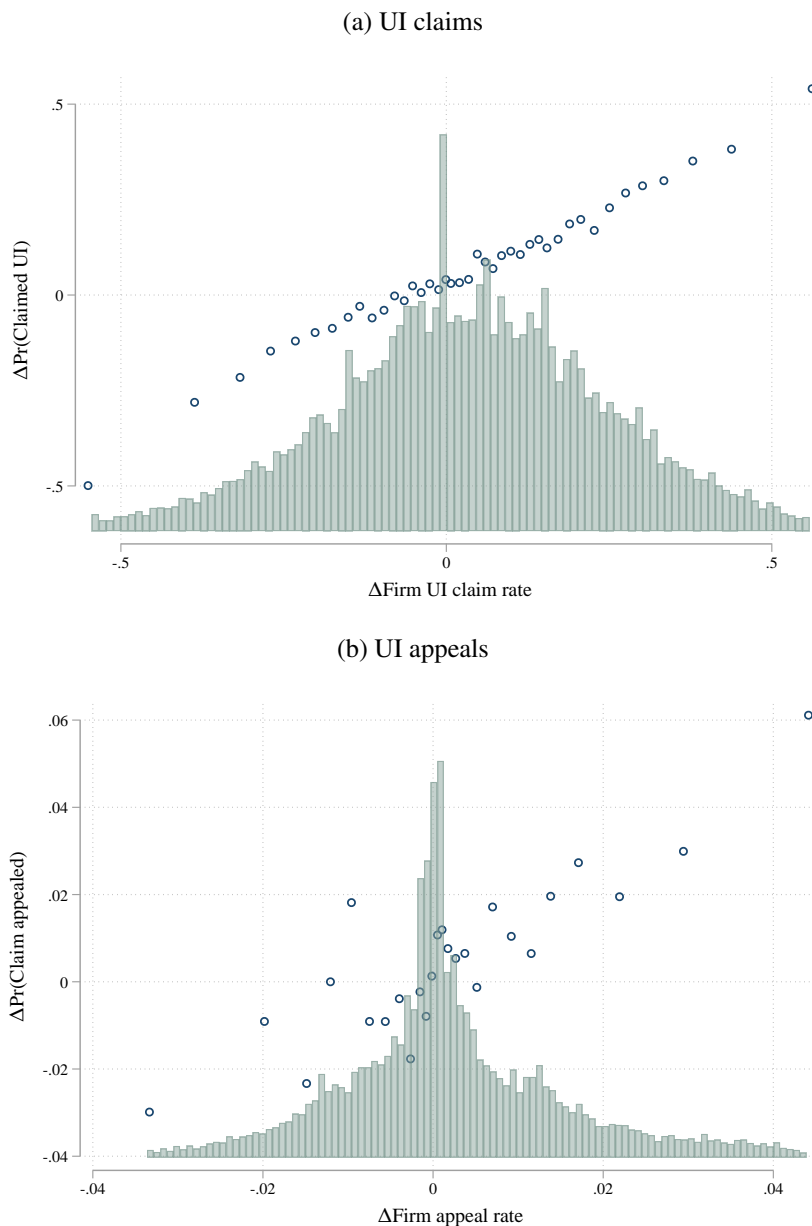 (a) UI claims
.5
0
-.5
ΔPr(Claimed UI)
-.5 0 .5
ΔFirm UI claim rate
(b) UI appeals
.06
.04
.02
0
-.02
-.04
ΔPr(Claim appealed)
-.04 -.02 0 .02 .04
ΔFirm appeal rate